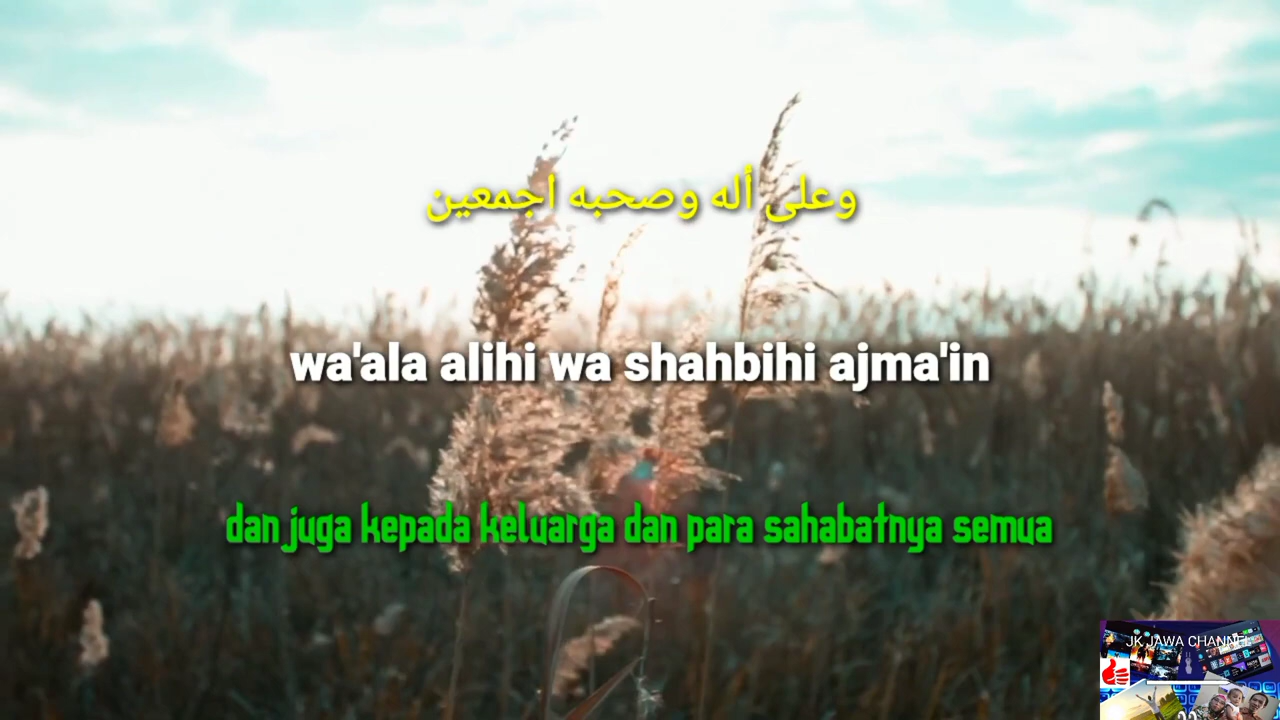 وعلى أله وصحبه اجمعين
wa'ala alihi wa shahbihi ajma'in
dan juga kepada keluarga dan para sahabatnya semua
JK JAWA CHANNEL